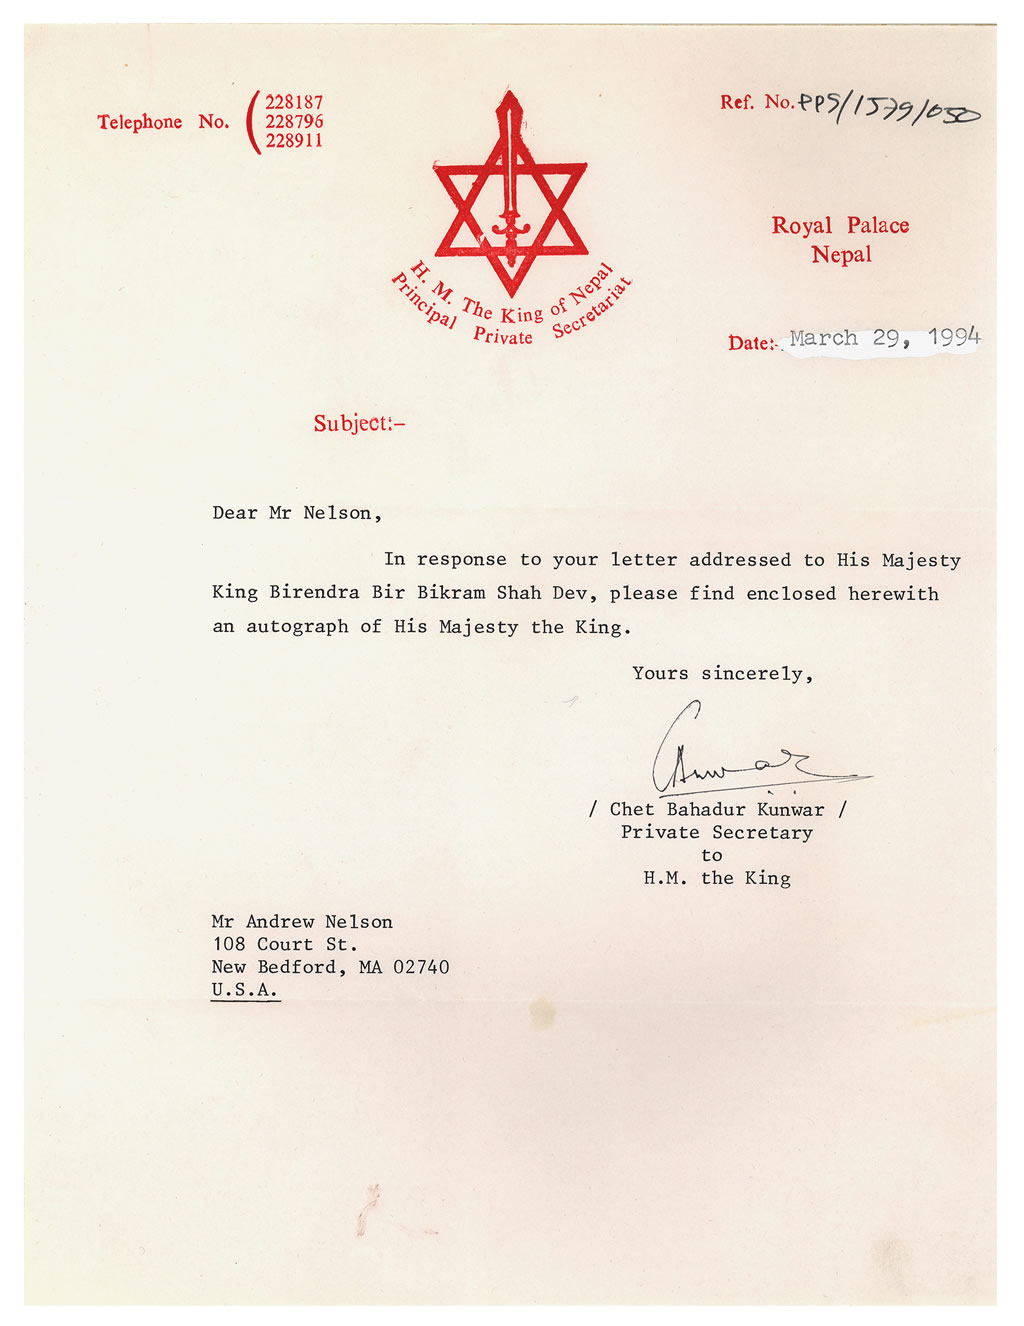 Telephone No. ( 228187
228796
228911
Ref. No. PPS/1579/050
H. M. The King of Nepal
Principal Private Secretariat
Royal Palace
Nepal
Date:- March 29, 1994
Subject:-
Dear Mr Nelson,
In response to your letter addressed to His Majesty
King Birendra Bir Bikram Shah Dev, please find enclosed herewith
an autograph of His Majesty the King.
Yours sincerely,
/ Chet Bahadur Kunwar /
Private Secretary
to
H.M. the King
Mr Andrew Nelson
108 Court St.
New Bedford, MA 02740
U.S.A.